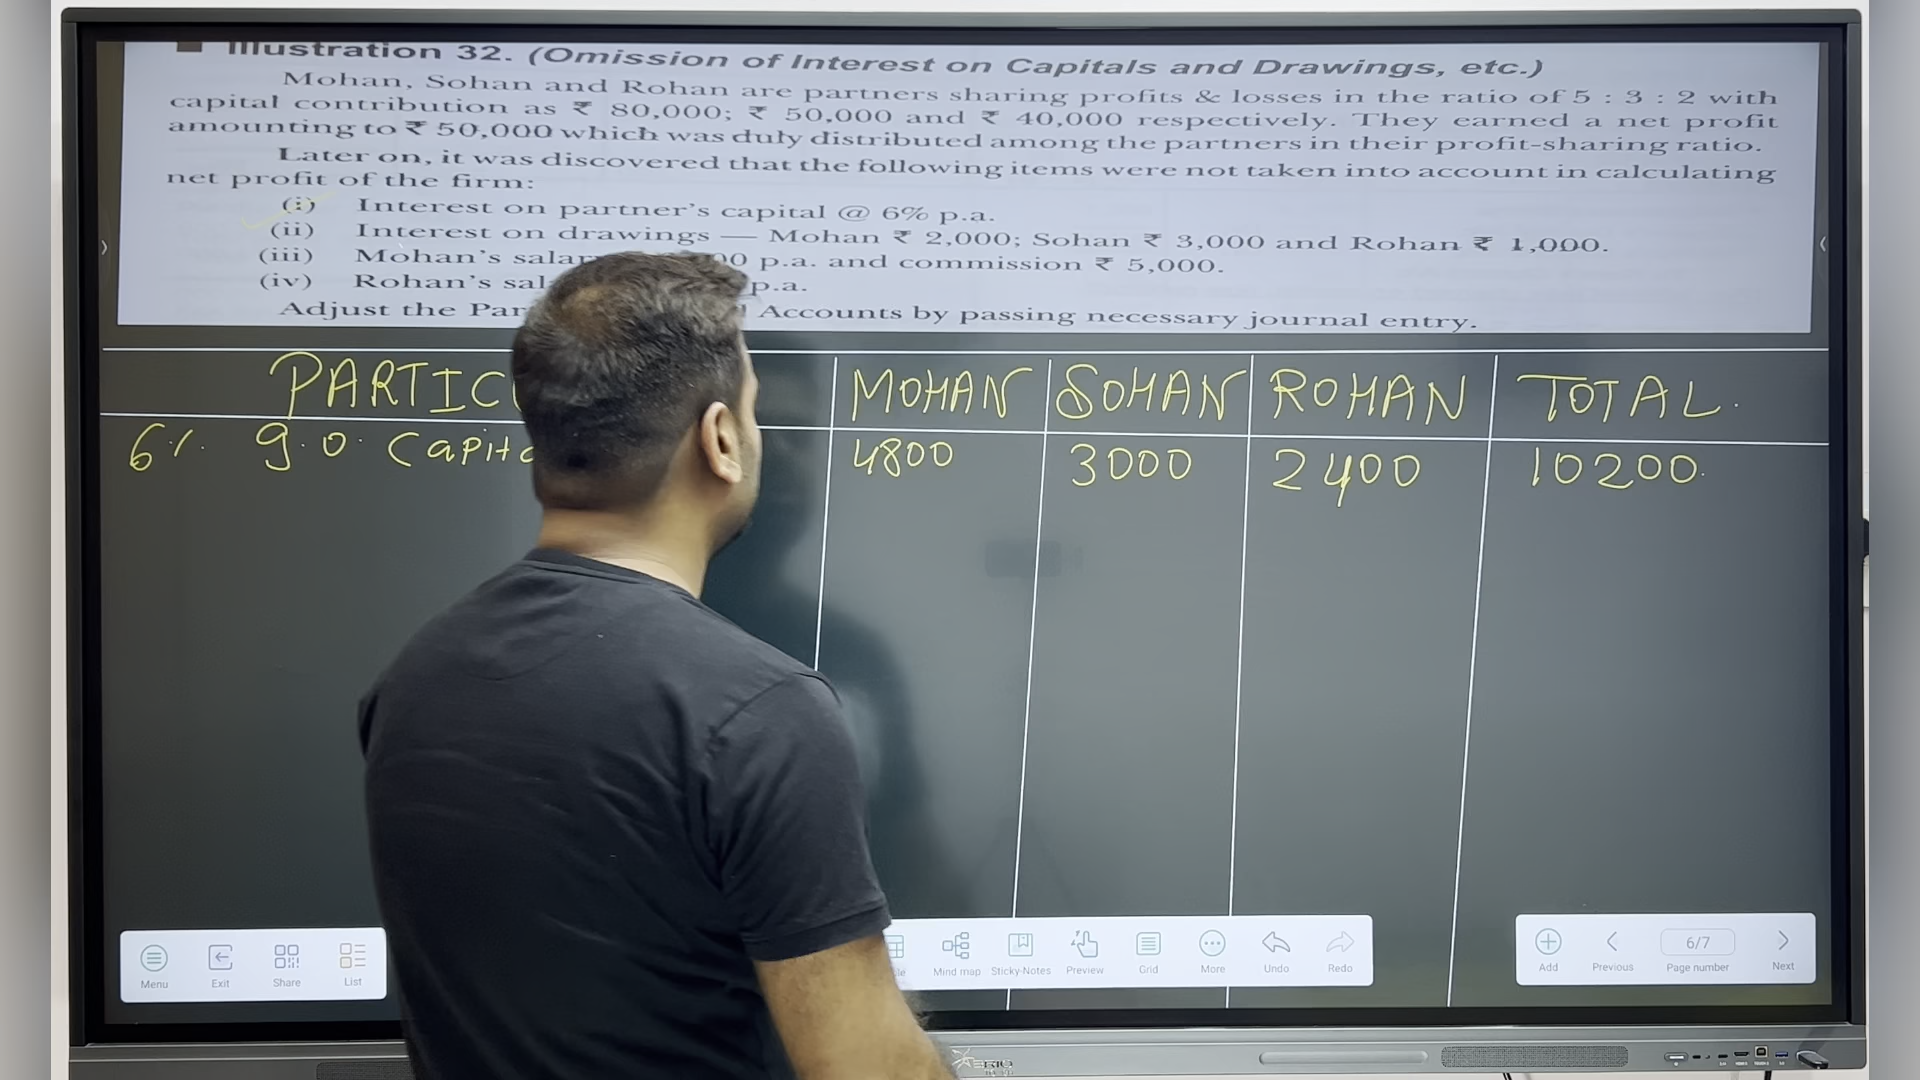 Illustration 32. (Omission of Interest on Capitals and Drawings, etc.)
Mohan, Sohan and Rohan are partners sharing profits & losses in the ratio of 5 : 3 : 2 with
capital contribution as ₹ 80,000; ₹ 50,000 and ₹ 40,000 respectively. They earned a net profit
amounting to ₹ 50,000 which was duly distributed among the partners in their profit-sharing ratio.
Later on, it was discovered that the following items were not taken into account in calculating
net profit of the firm:
(i) Interest on partner's capital @ 6% p.a.
(ii) Interest on drawings — Mohan ₹ 2,000; Sohan ₹ 3,000 and Rohan ₹ 1,000.
(iii) Mohan's p.a. and commission ₹ 5,000.
(iv) Rohan's p.a.
Adjust the Accounts by passing necessary journal entry.
MOHAN SOHAN ROHAN TOTAL
6% 4800 3000 2400 10200
Menu Exit Share List Mind map Sticky Notes Preview Grid More Undo Redo Add Previous 6/7 Page number Next